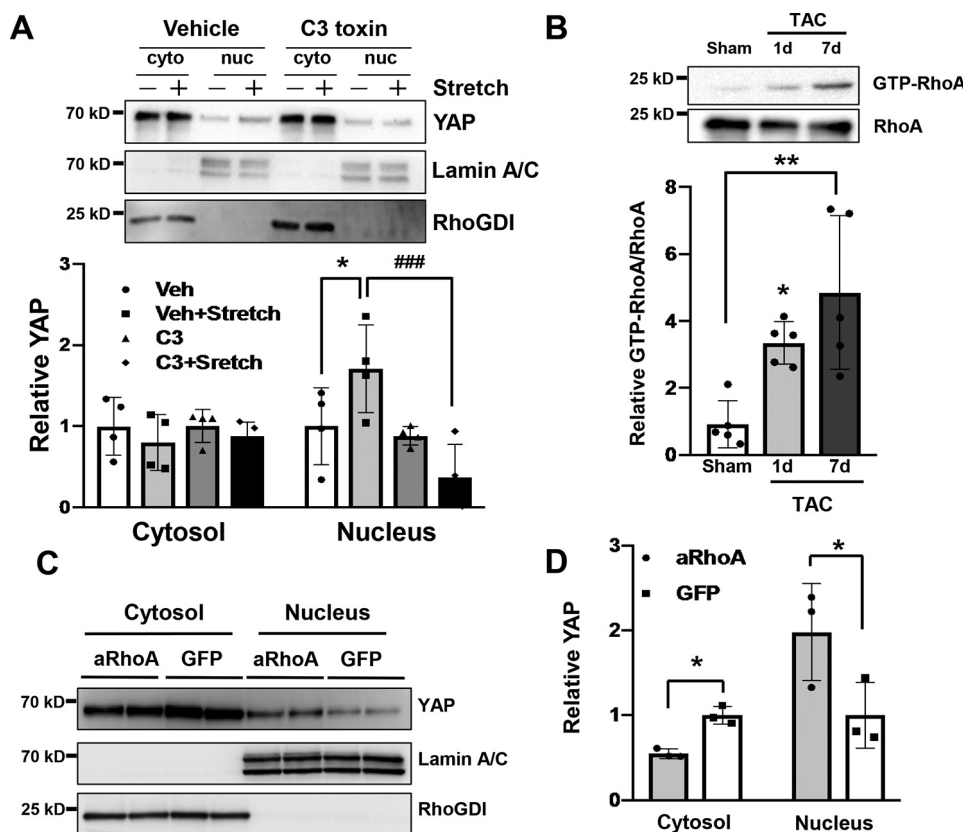 A
Vehicle C3 toxin
cyto nuc cyto nuc
– + – + – + – + Stretch
70 kD YAP
70 kD Lamin A/C
25 kD RhoGDI
Relative YAP
3
2
1
0
Veh
Veh+Stretch
C3
C3+Sretch
* ###
Cytosol Nucleus
B
TAC
Sham 1d 7d
25 kD GTP-RhoA
25 kD RhoA
Relative GTP-RhoA/RhoA
8
6
4
2
0
**
*
Sham 1d 7d
TAC
C
Cytosol Nucleus
aRhoA GFP aRhoA GFP
70 kD YAP
70 kD Lamin A/C
25 kD RhoGDI
D
Relative YAP
3
2
1
0
aRhoA
GFP
* *
Cytosol Nucleus